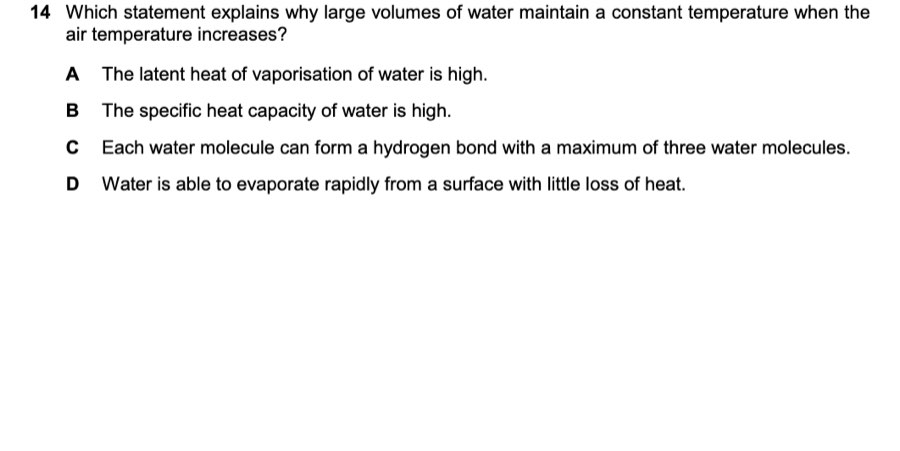 14 Which statement explains why large volumes of water maintain a constant temperature when the
air temperature increases?
A The latent heat of vaporisation of water is high.
B The specific heat capacity of water is high.
C Each water molecule can form a hydrogen bond with a maximum of three water molecules.
D Water is able to evaporate rapidly from a surface with little loss of heat.